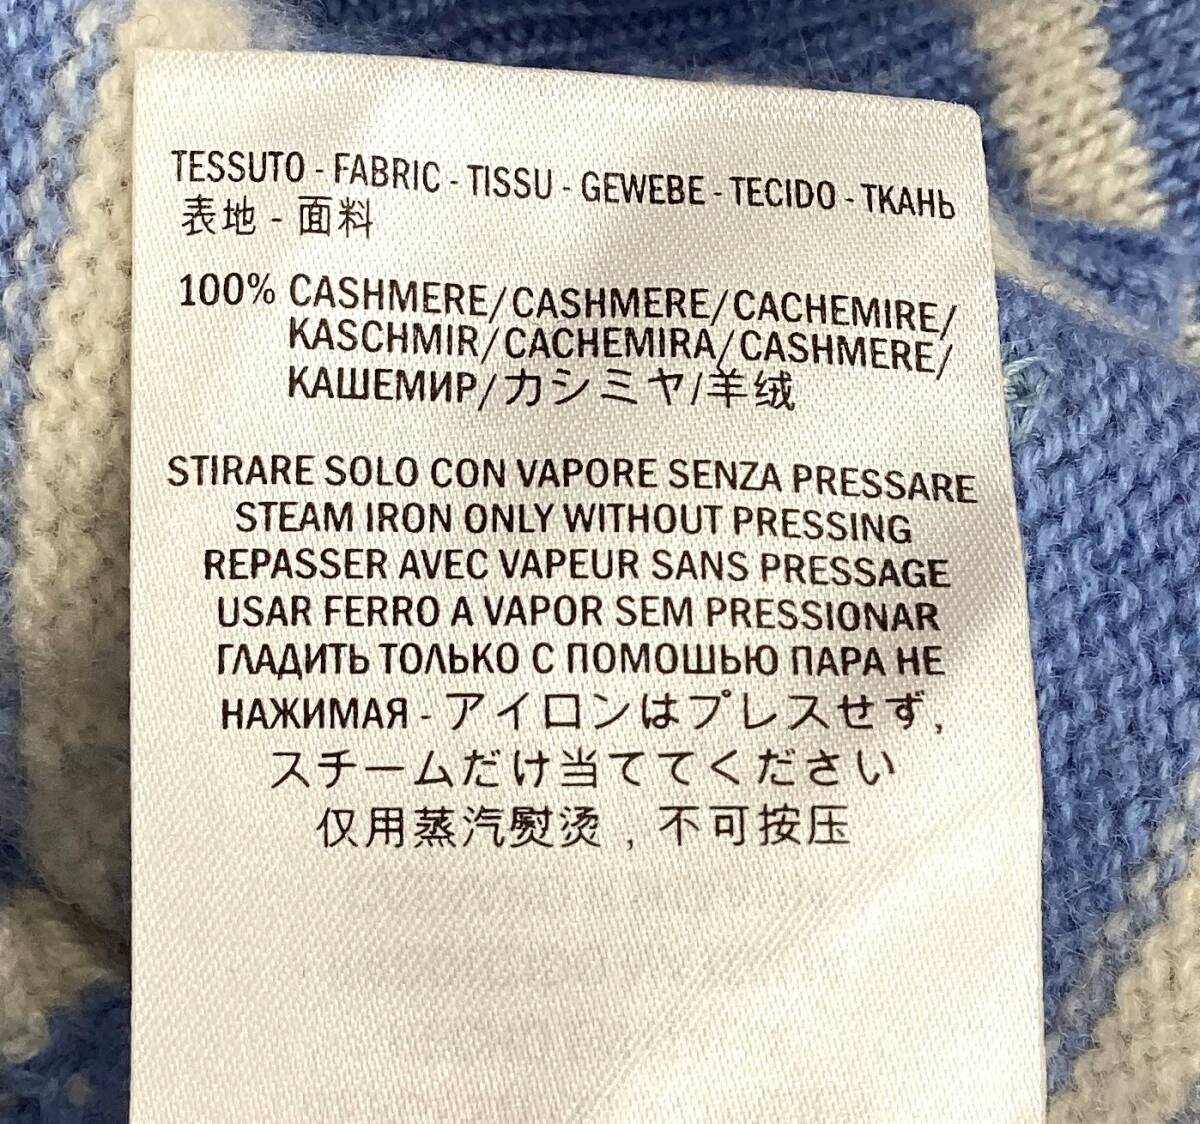 TESSUTO - FABRIC - TISSU - GEWEBE - TECIDO - ТКАНЬ
表地 - 面料
100% CASHMERE/CASHMERE/CACHEMIRE/
KASCHMIR/CACHEMIRA/CASHMERE/
КАШЕМИР/カシミヤ/羊绒
STIRARE SOLO CON VAPORE SENZA PRESSARE
STEAM IRON ONLY WITHOUT PRESSING
REPASSER AVEC VAPEUR SANS PRESSAGE
USAR FERRO A VAPOR SEM PRESSIONAR
ГЛАДИТЬ ТОЛЬКО С ПОМОШЬЮ ПАРА НЕ
НАЖИМАЯ - アイロンはプレスせず,
スチームだけ当ててください
仅用蒸汽熨烫 , 不可按压